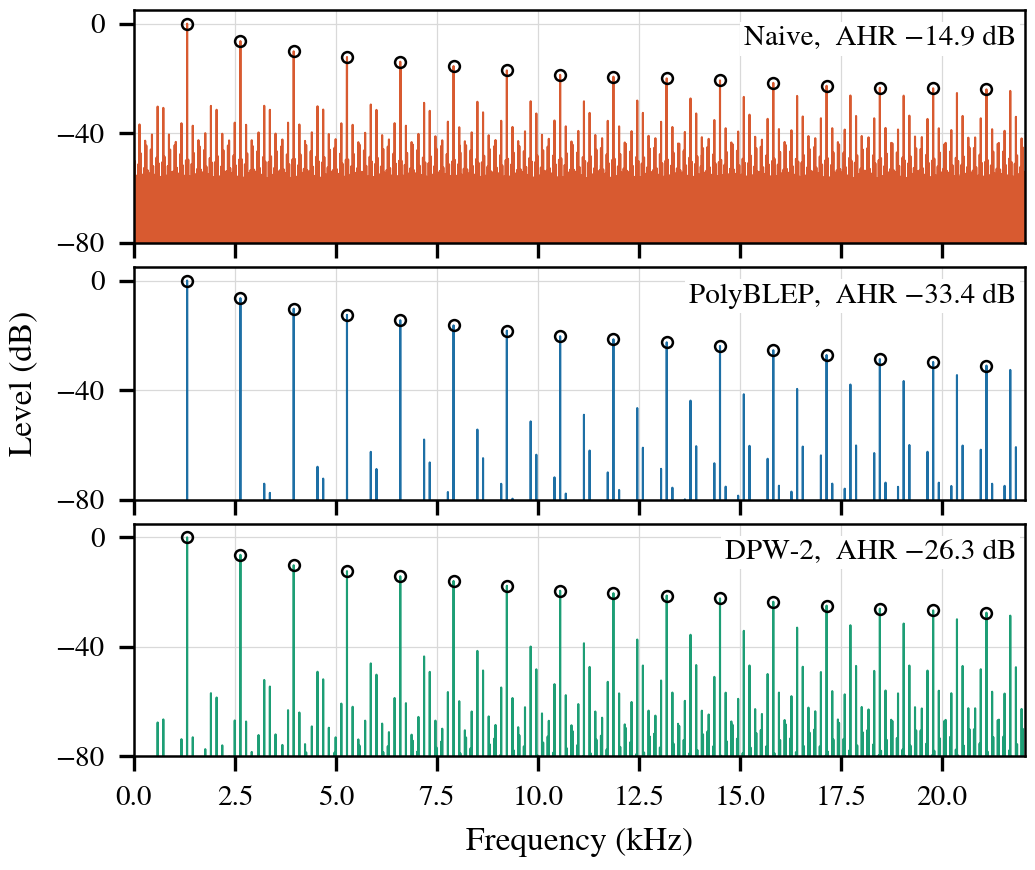 0
−40
−80
Naive, AHR −14.9 dB
0
−40
−80
PolyBLEP, AHR −33.4 dB
Level (dB)
0
−40
−80
DPW-2, AHR −26.3 dB
0.0 2.5 5.0 7.5 10.0 12.5 15.0 17.5 20.0
Frequency (kHz)